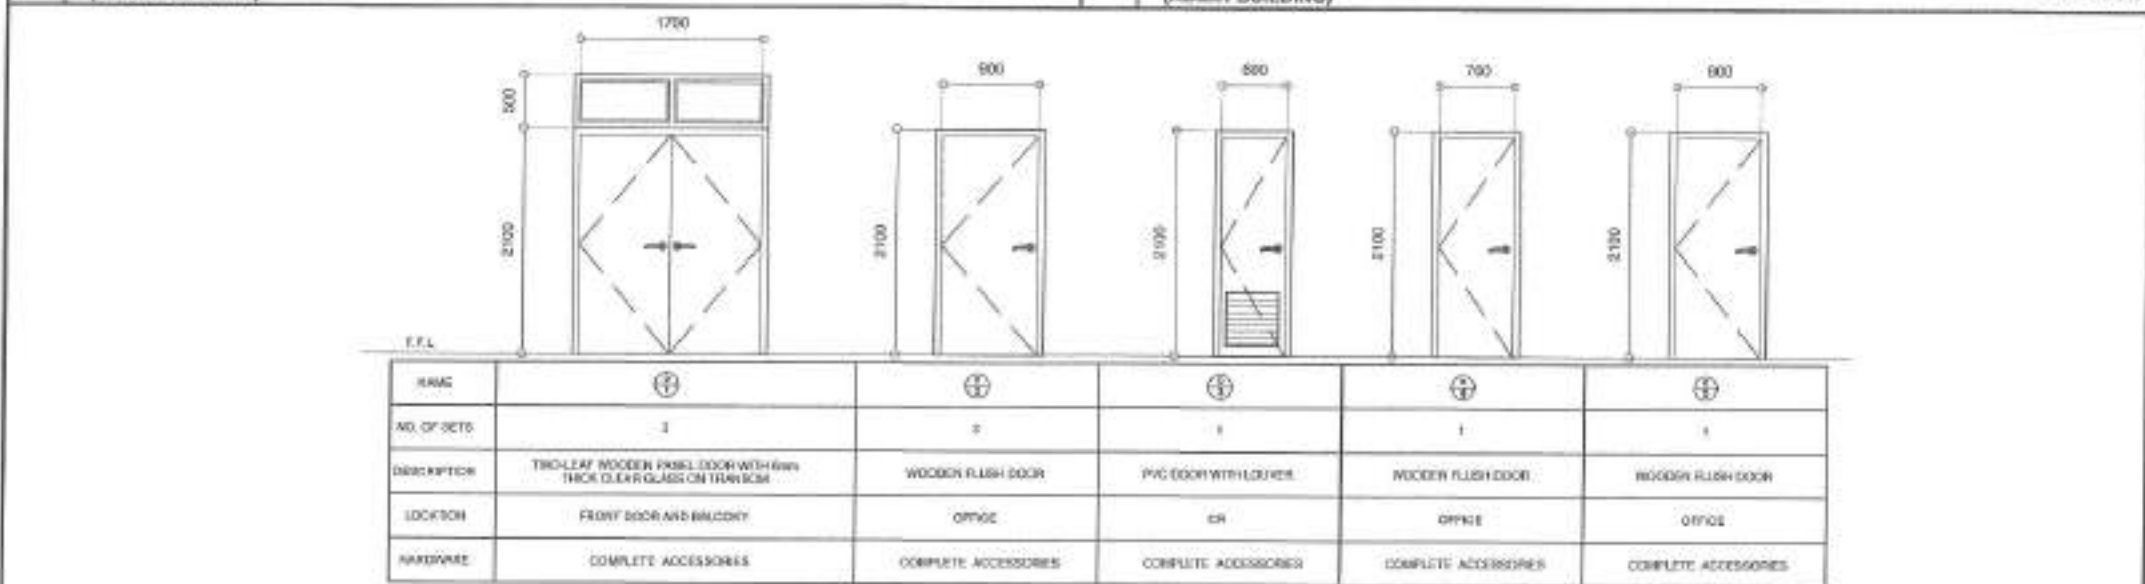 1700
900
600
700
500
2100
2100
2100
2100
2100
F.F.L
NAME
NO. OF SETS
1
1
DESCRIPTION
TWO-LEAF WOODEN PANEL DOOR WITH 6mm
THICK CLEAR GLASS ON TRANSOM
WOODEN FLUSH DOOR
PVC DOOR WITH LOUVER
WOODEN FLUSH DOOR
WOODEN FLUSH DOOR
LOCATION
FRONT DOOR AND BALCONY
OFFICE
CR
OFFICE
OFFICE
HARDWARE
COMPLETE ACCESSORIES
COMPLETE ACCESSORIES
COMPLETE ACCESSORIES
COMPLETE ACCESSORIES
COMPLETE ACCESSORIES